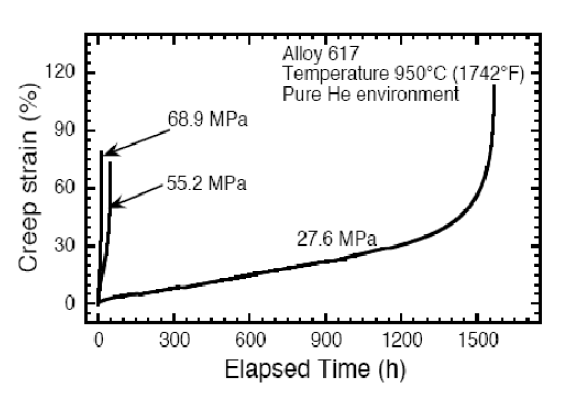 Alloy 617
Temperature 950°C (1742°F)
Pure He environment
68.9 MPa
55.2 MPa
27.6 MPa
Creep strain (%)
120
90
60
30
0
0 300 600 900 1200 1500
Elapsed Time (h)